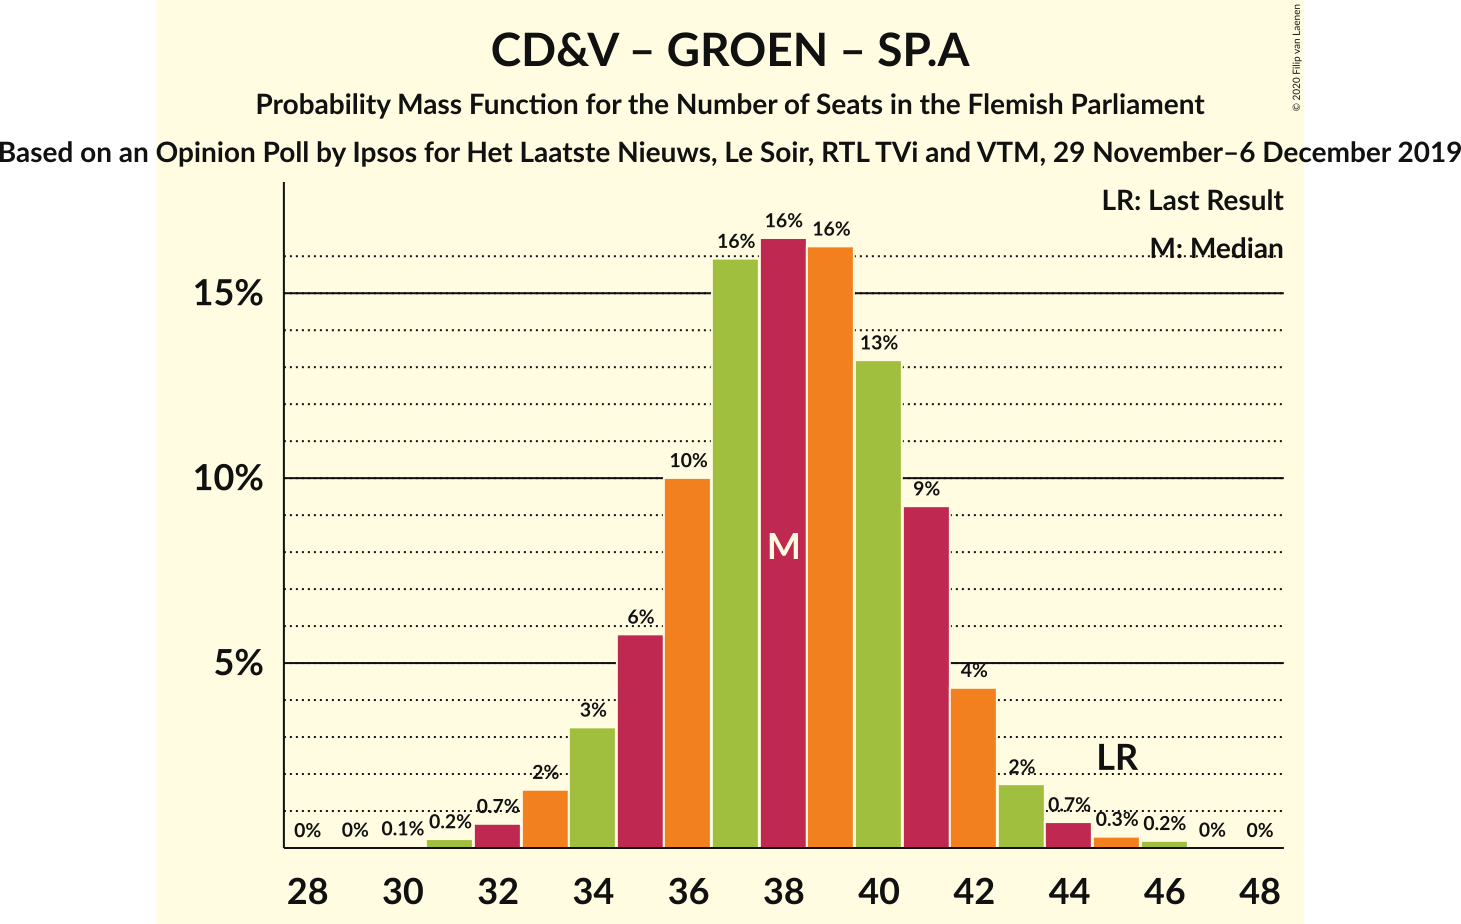 CD&V – GROEN – SP.A
Probability Mass Function for the Number of Seats in the Flemish Parliament
Based on an Opinion Poll by Ipsos for Het Laatste Nieuws, Le Soir, RTL TVi and VTM, 29 November–6 December 2019
© 2020 Filip van Laenen
LR: Last Result
M: Median
15%
10%
5%
0%
0%
0.1%
0.2%
0.7%
2%
3%
6%
10%
16%
16%
16%
13%
9%
4%
2%
0.7%
0.3%
0.2%
0%
0%
M
LR
28 30 32 34 36 38 40 42 44 46 48